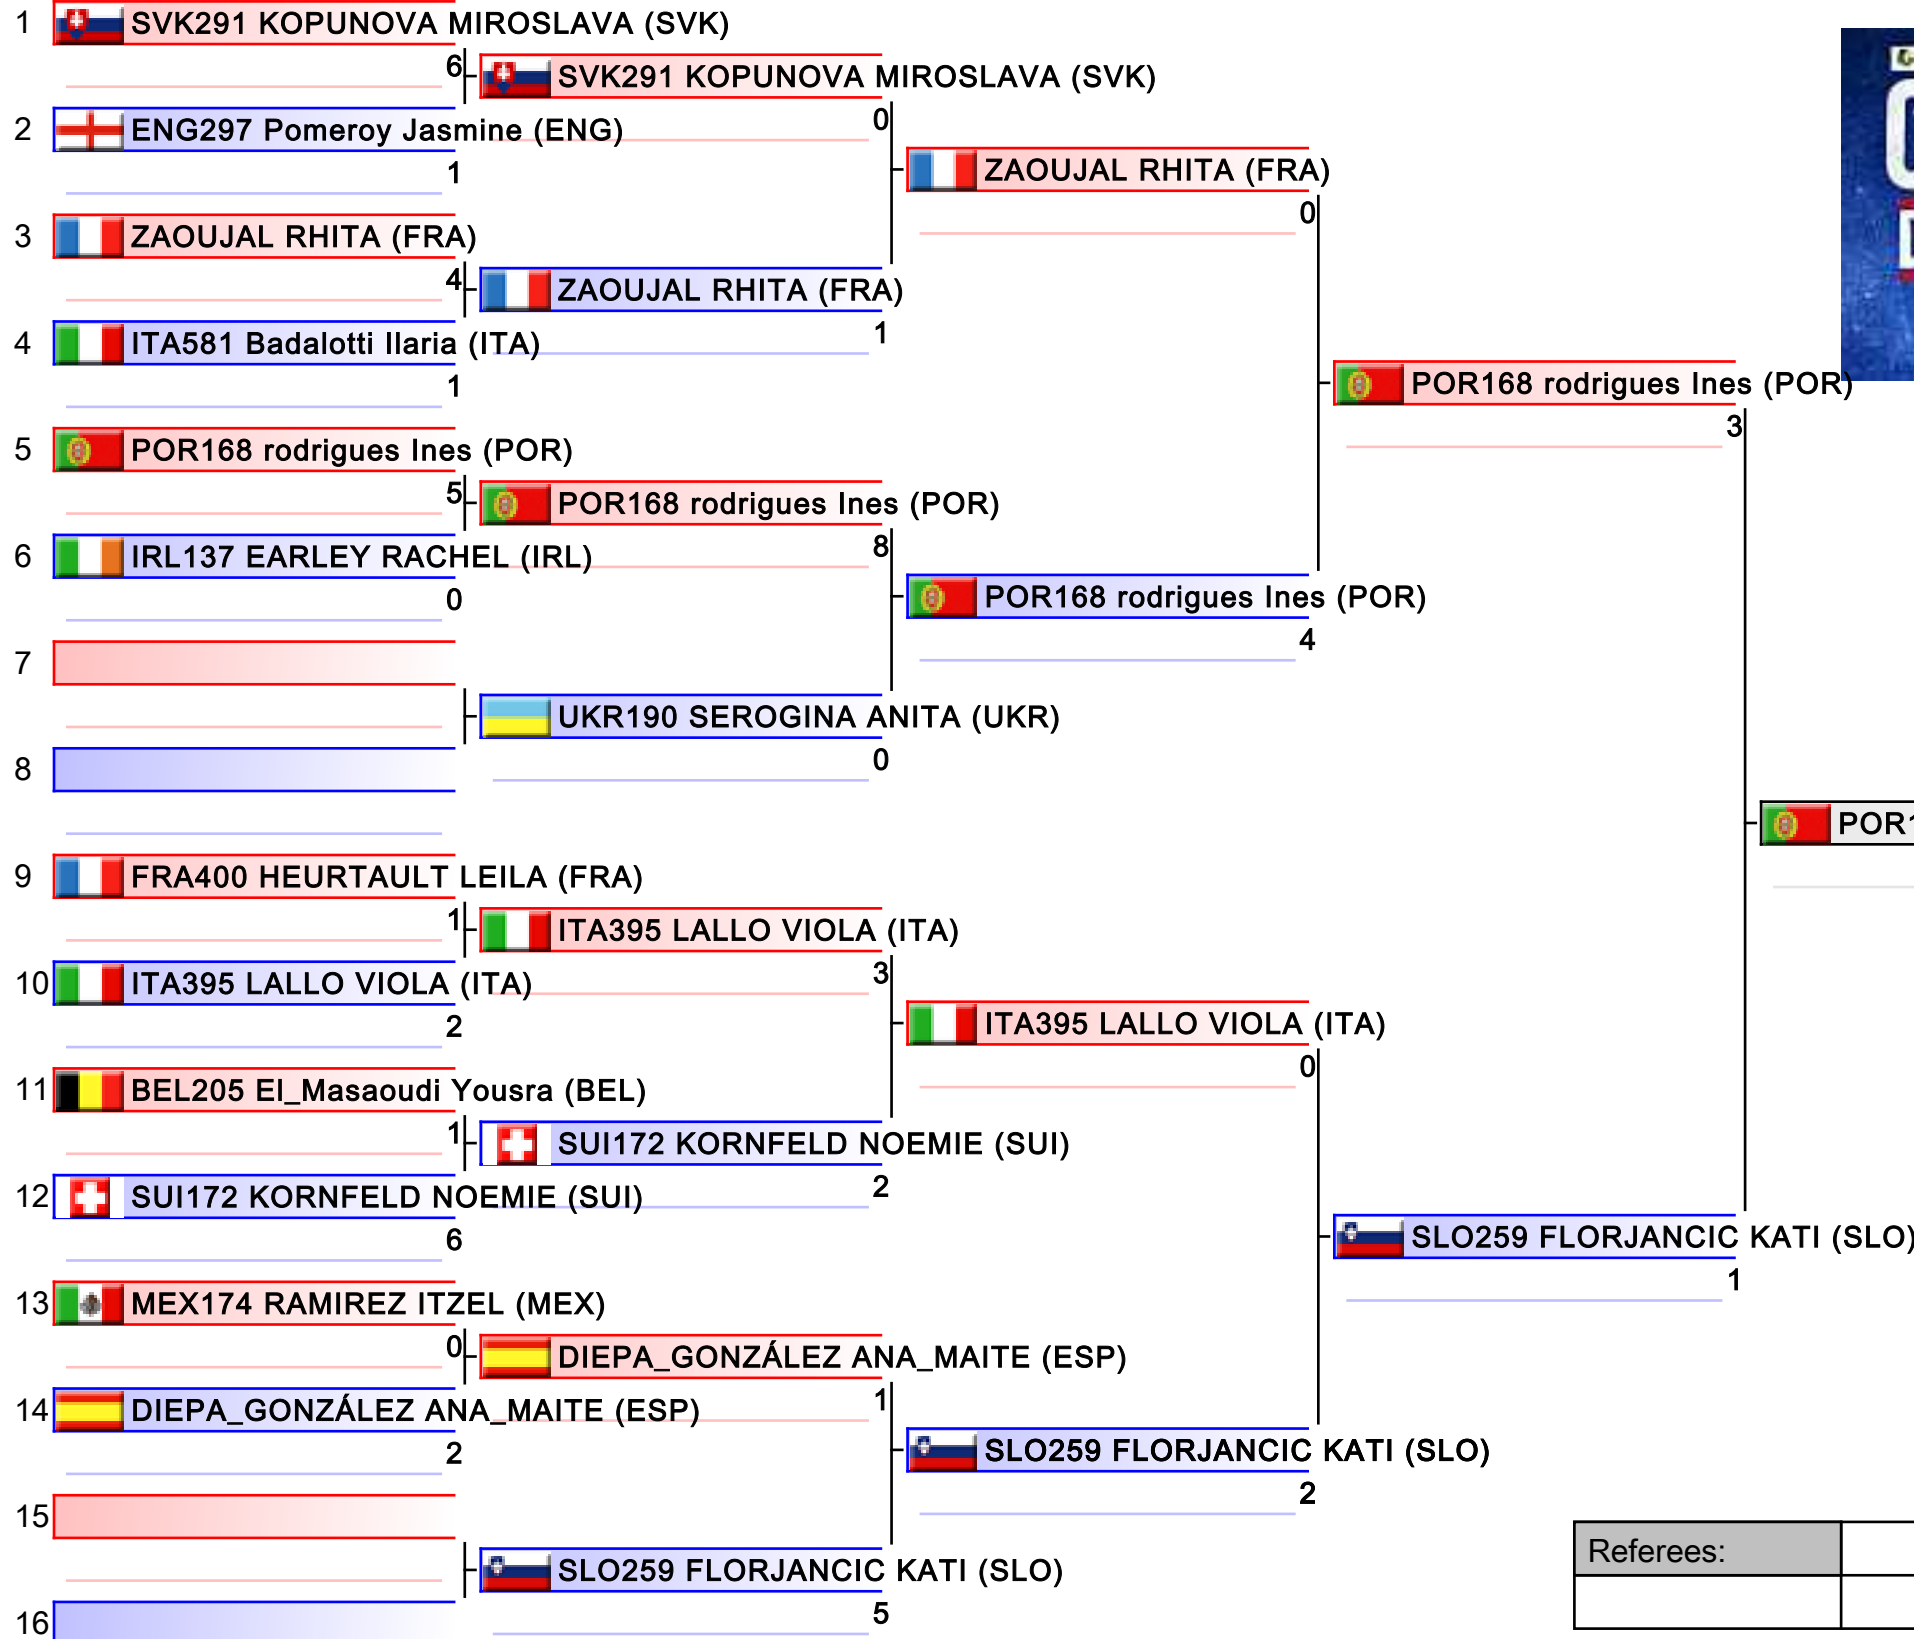 1 SVK291 KOPUNOVA MIROSLAVA (SVK)
6 SVK291 KOPUNOVA MIROSLAVA (SVK)
2 ENG297 Pomeroy Jasmine (ENG) 0
1 ZAOUJAL RHITA (FRA)
0
3 ZAOUJAL RHITA (FRA)
4 ZAOUJAL RHITA (FRA)
4 ITA581 Badalotti Ilaria (ITA) 1
1 POR168 rodrigues Ines (POR)
3
5 POR168 rodrigues Ines (POR)
5 POR168 rodrigues Ines (POR)
6 IRL137 EARLEY RACHEL (IRL) 8
0 POR168 rodrigues Ines (POR)
4
7
UKR190 SEROGINA ANITA (UKR)
8 0
POR1
9 FRA400 HEURTAULT LEILA (FRA)
1 ITA395 LALLO VIOLA (ITA)
10 ITA395 LALLO VIOLA (ITA) 3
2 ITA395 LALLO VIOLA (ITA)
0
11 BEL205 El_Masaoudi Yousra (BEL)
1 SUI172 KORNFELD NOEMIE (SUI)
12 SUI172 KORNFELD NOEMIE (SUI) 2
6 SLO259 FLORJANCIC KATI (SLO)
1
13 MEX174 RAMIREZ ITZEL (MEX)
0 DIEPA_GONZÁLEZ ANA_MAITE (ESP)
14 DIEPA_GONZÁLEZ ANA_MAITE (ESP) 1
2 SLO259 FLORJANCIC KATI (SLO)
2
15
Referees:
SLO259 FLORJANCIC KATI (SLO)
16 5